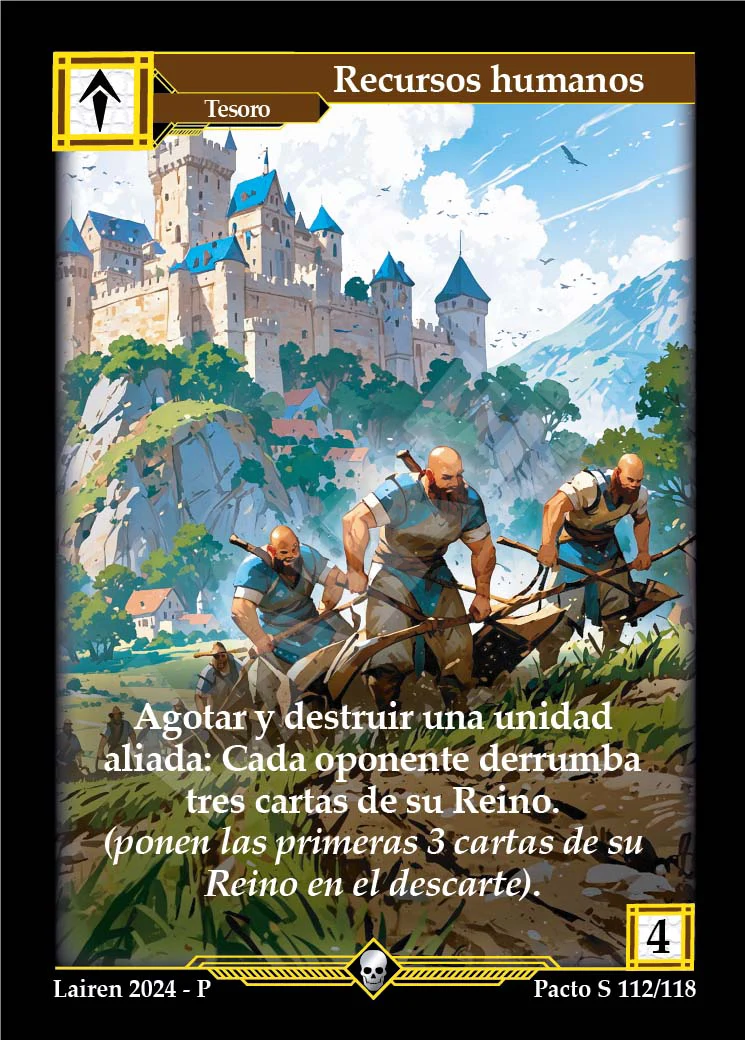 Recursos humanos
Tesoro
Agotar y destruir una unidad
aliada: Cada oponente derrumba
tres cartas de su Reino.
(ponen las primeras 3 cartas de su
Reino en el descarte).
4
Lairen 2024 - P
Pacto S 112/118